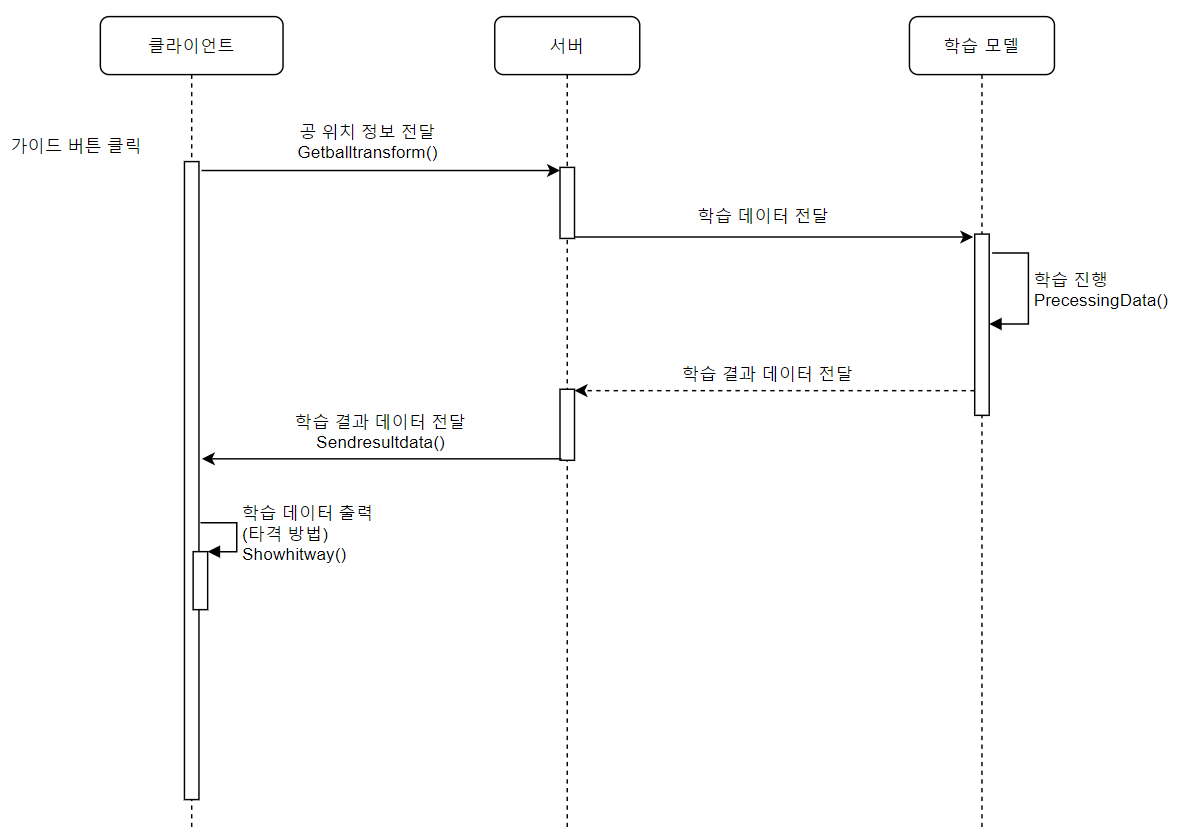 클라이언트
서버
학습 모델
가이드 버튼 클릭
공 위치 정보 전달
Getballtransform()
학습 데이터 전달
학습 진행
PrecessingData()
학습 결과 데이터 전달
학습 결과 데이터 전달
Sendresultdata()
학습 데이터 출력
(타격 방법)
Showhitway()